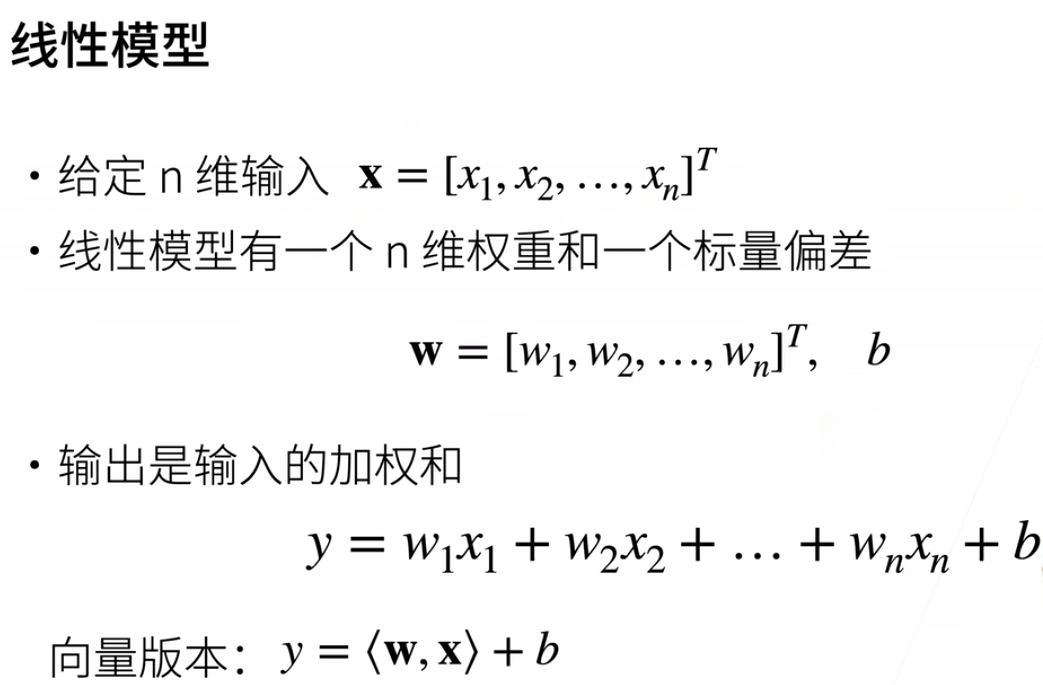 线性模型
· 给定 n 维输入 x = [x₁, x₂, …, xₙ]ᵀ
· 线性模型有一个 n 维权重和一个标量偏差
w = [w₁, w₂, …, wₙ]ᵀ, b
· 输出是输入的加权和
y = w₁x₁ + w₂x₂ + … + wₙxₙ + b
向量版本： y = ⟨w, x⟩ + b